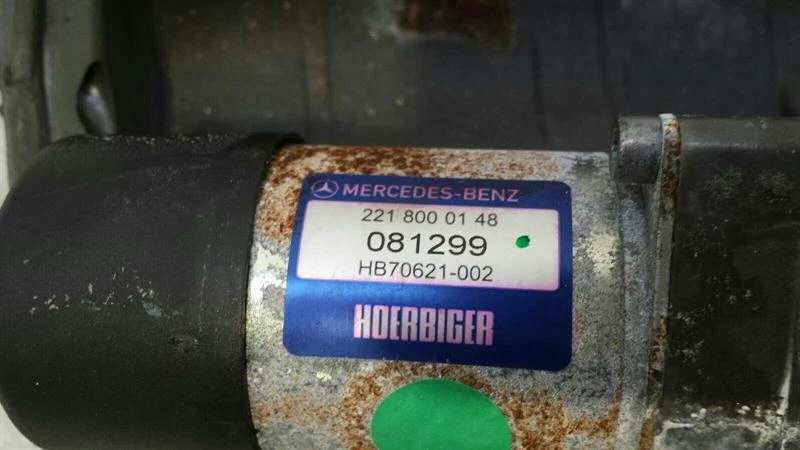 MERCEDES-BENZ
221 800 01 48
081299
HB70621-002
HOERBIGER